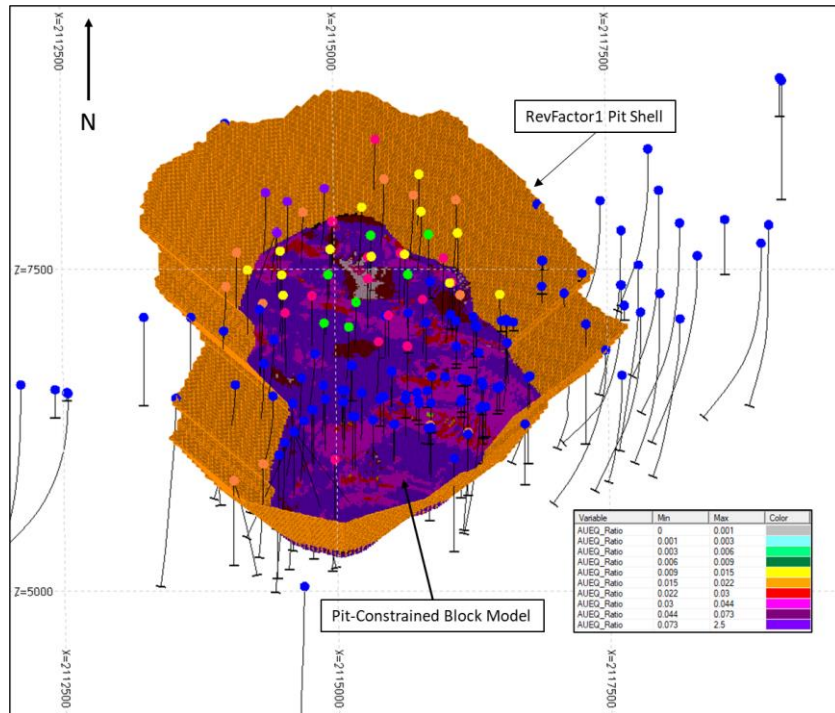 X=2112500
X=2115000
X=2117500
N
RevFactor1 Pit Shell
Z=7500
Z=5000
Pit-Constrained Block Model
Variable Min Max Color
AUEQ_Ratio 0 0.001
AUEQ_Ratio 0.001 0.003
AUEQ_Ratio 0.003 0.006
AUEQ_Ratio 0.006 0.009
AUEQ_Ratio 0.009 0.015
AUEQ_Ratio 0.015 0.022
AUEQ_Ratio 0.022 0.03
AUEQ_Ratio 0.03 0.044
AUEQ_Ratio 0.044 0.073
AUEQ_Ratio 0.073 2.5
X=2112500
X=2115000
X=2117500